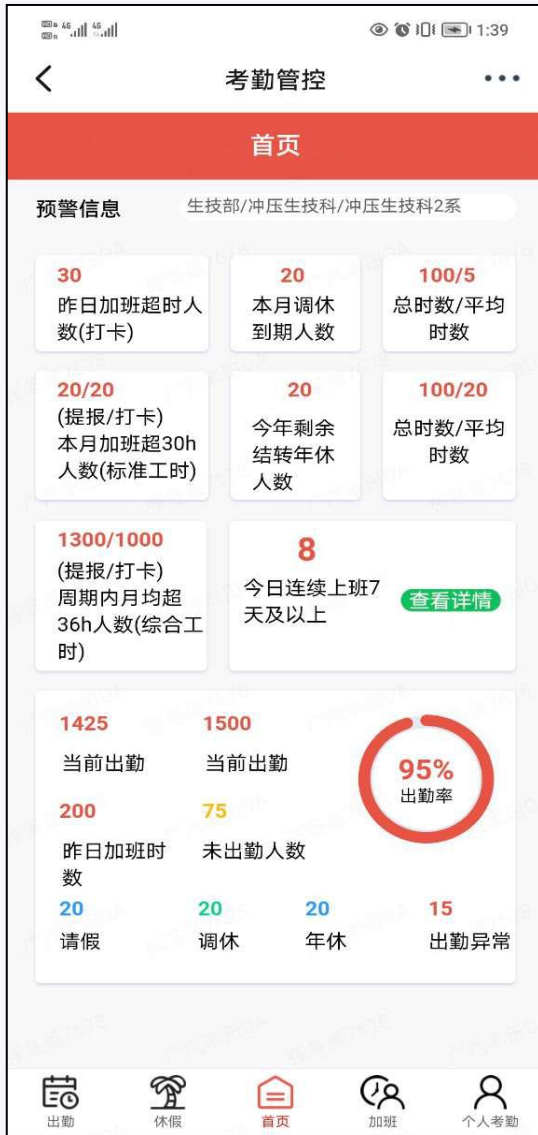 HD 4G 4G 1:39
考勤管控
首页
预警信息
生技部/冲压生技科/冲压生技科2系
30
昨日加班超时人
数(打卡)
20
本月调休
到期人数
100/5
总时数/平均
时数
20/20
(提报/打卡)
本月加班超30h
人数(标准工时)
20
今年剩余
结转年休
人数
100/20
总时数/平均
时数
1300/1000
(提报/打卡)
周期内月均超
36h人数(综合工
时)
8
今日连续上班7
天及以上
查看详情
1425
当前出勤
1500
当前出勤
95%
出勤率
200
昨日加班时
数
75
未出勤人数
20
请假
20
调休
20
年休
15
出勤异常
出勤
休假
首页
加班
个人考勤